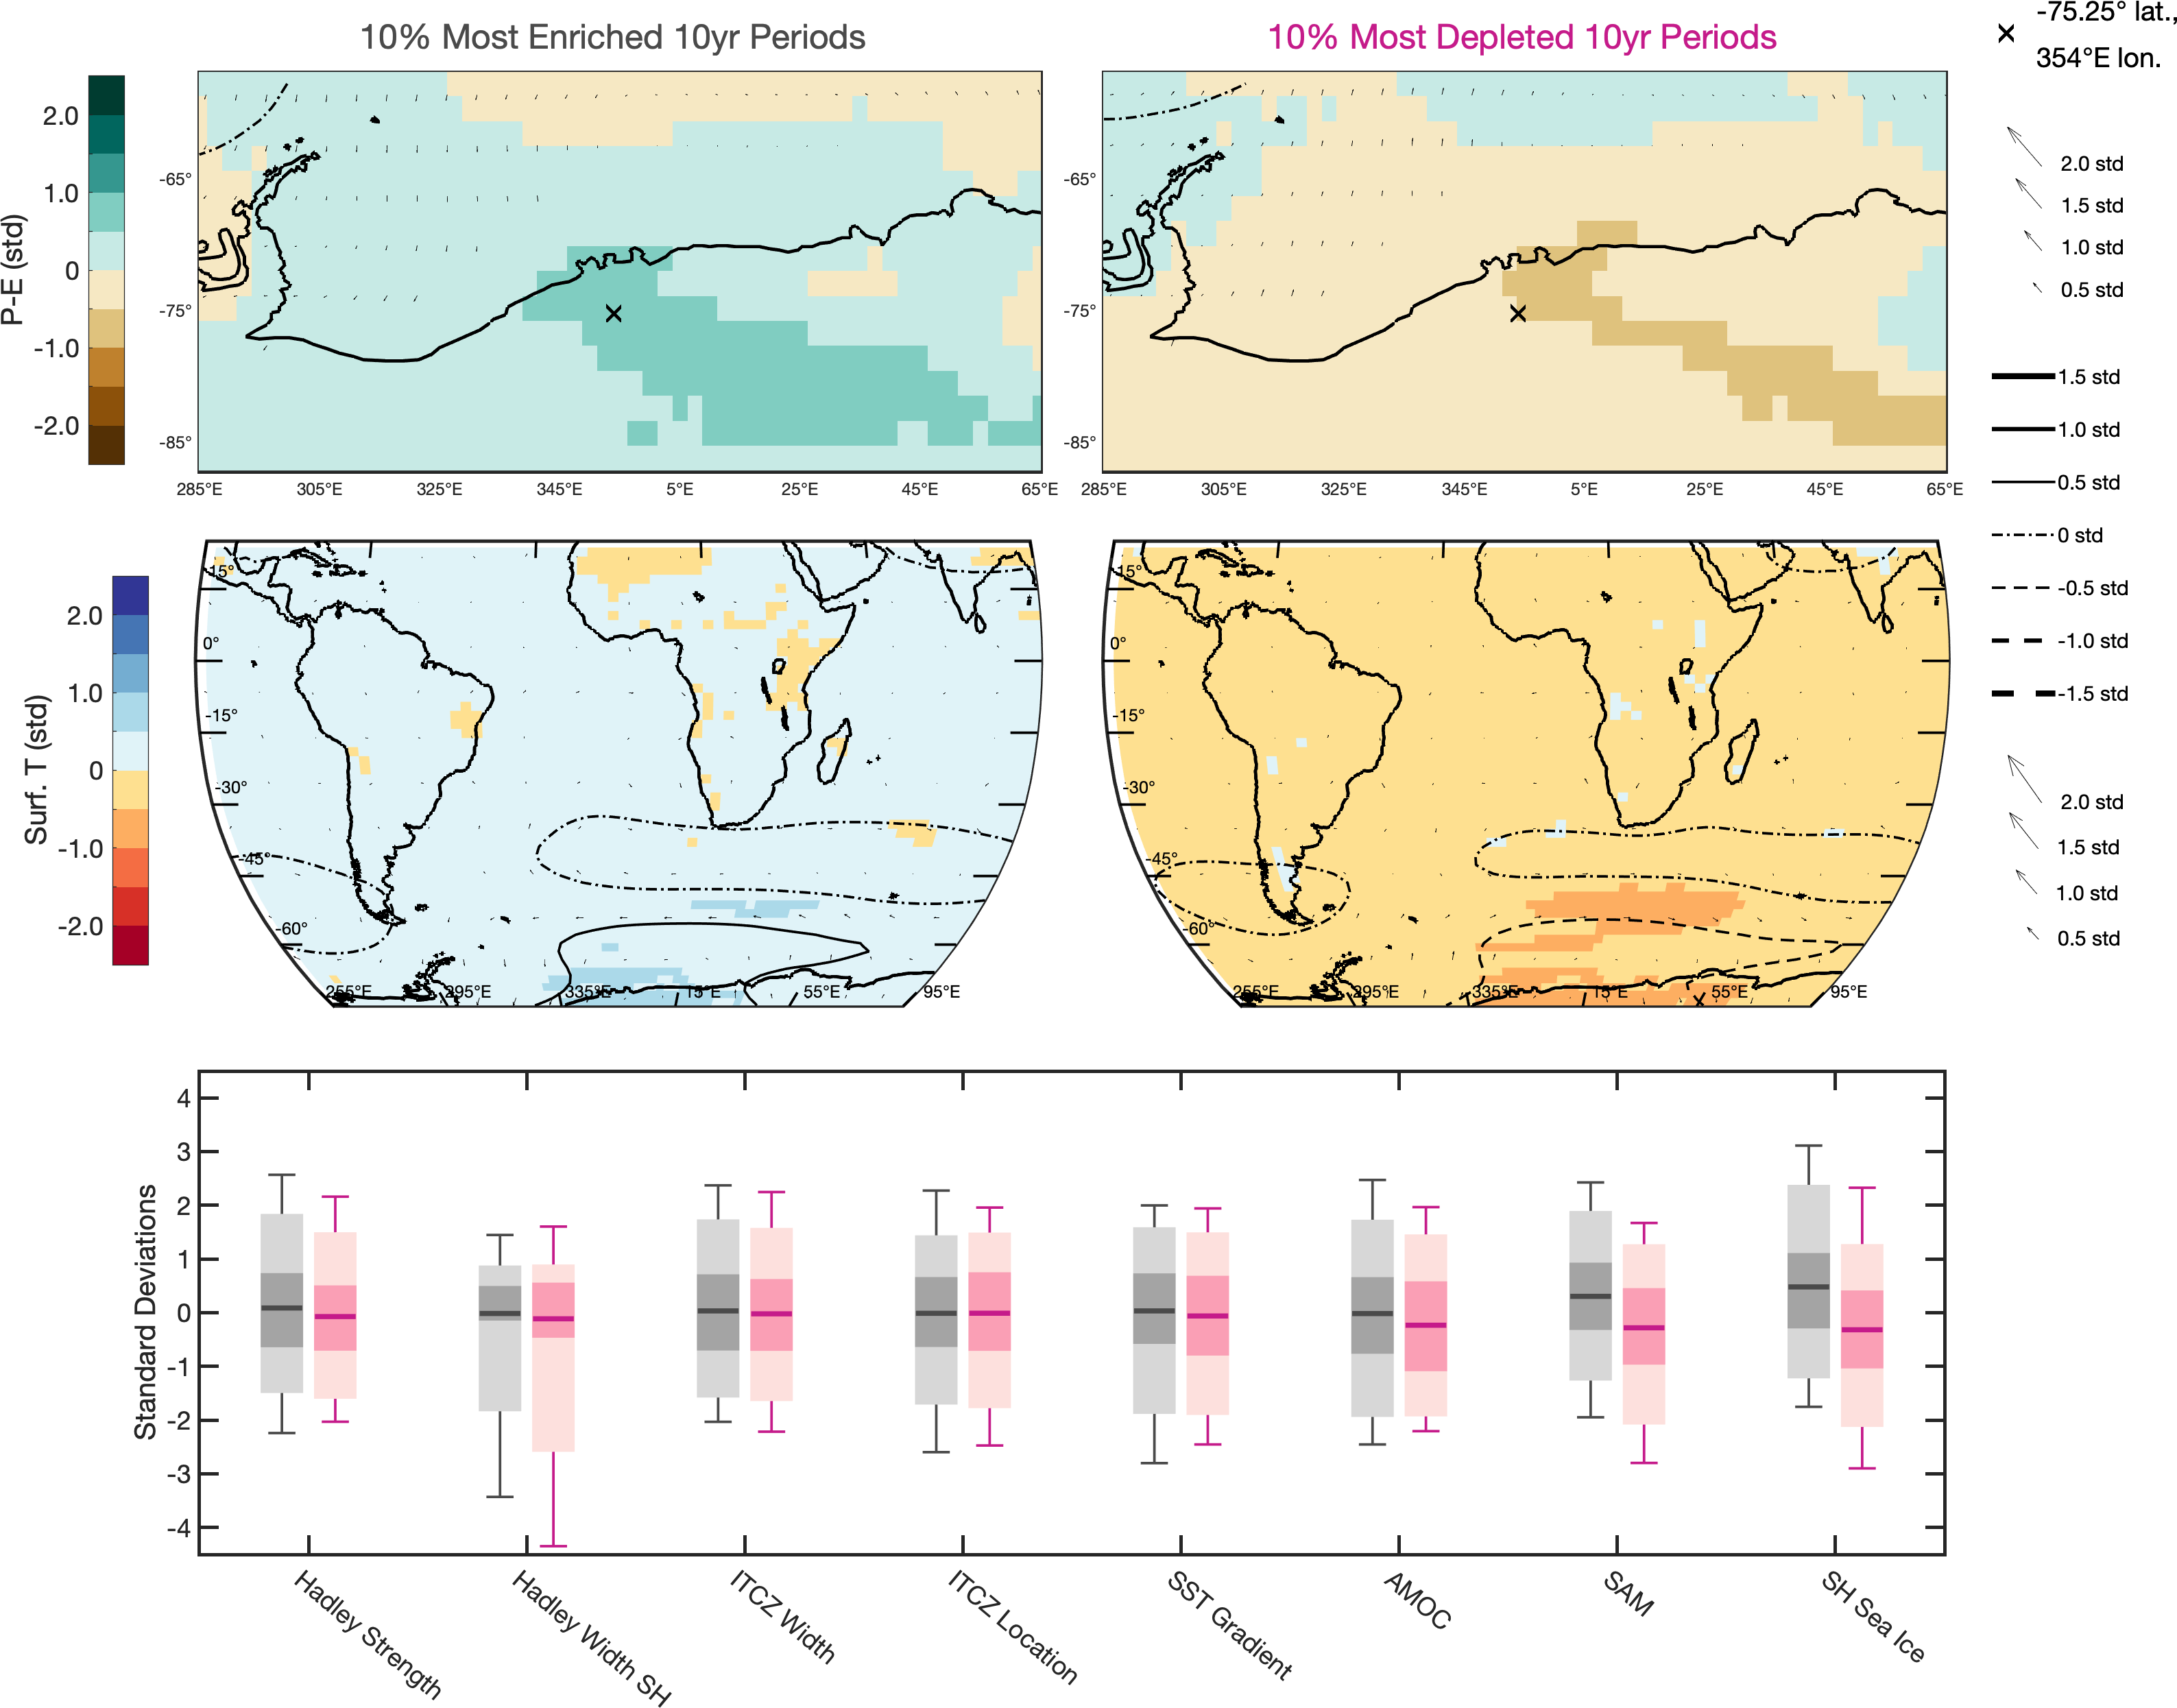 10% Most Enriched 10yr Periods
10% Most Depleted 10yr Periods
-75.25° lat.,
354°E lon.
P-E (std)
2.0
1.0
0
-1.0
-2.0
-65°
-75°
-85°
285°E 305°E 325°E 345°E 5°E 25°E 45°E 65°E
-65°
-75°
-85°
285°E 305°E 325°E 345°E 5°E 25°E 45°E 65°E
2.0 std
1.5 std
1.0 std
0.5 std
1.5 std
1.0 std
0.5 std
0 std
-0.5 std
-1.0 std
-1.5 std
2.0 std
1.5 std
1.0 std
0.5 std
Surf. T (std)
2.0
1.0
0
-1.0
-2.0
15°
0°
-15°
-30°
-45°
-60°
255°E 295°E 335°E 15°E 55°E 95°E
15°
0°
-15°
-30°
-45°
-60°
255°E 295°E 335°E 15°E 55°E 95°E
Standard Deviations
4
3
2
1
0
-1
-2
-3
-4
Hadley Strength
Hadley Width SH
ITCZ Width
ITCZ Location
SST Gradient
AMOC
SAM
SH Sea Ice